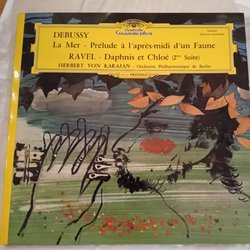 Deutsche
Grammophon
DEBUSSY
La Mer - Prélude à l'après-midi d'un Faune
RAVEL - Daphnis et Chloé (2me Suite)
HERBERT VON KARAJAN - Orchestre Philharmonique de Berlin